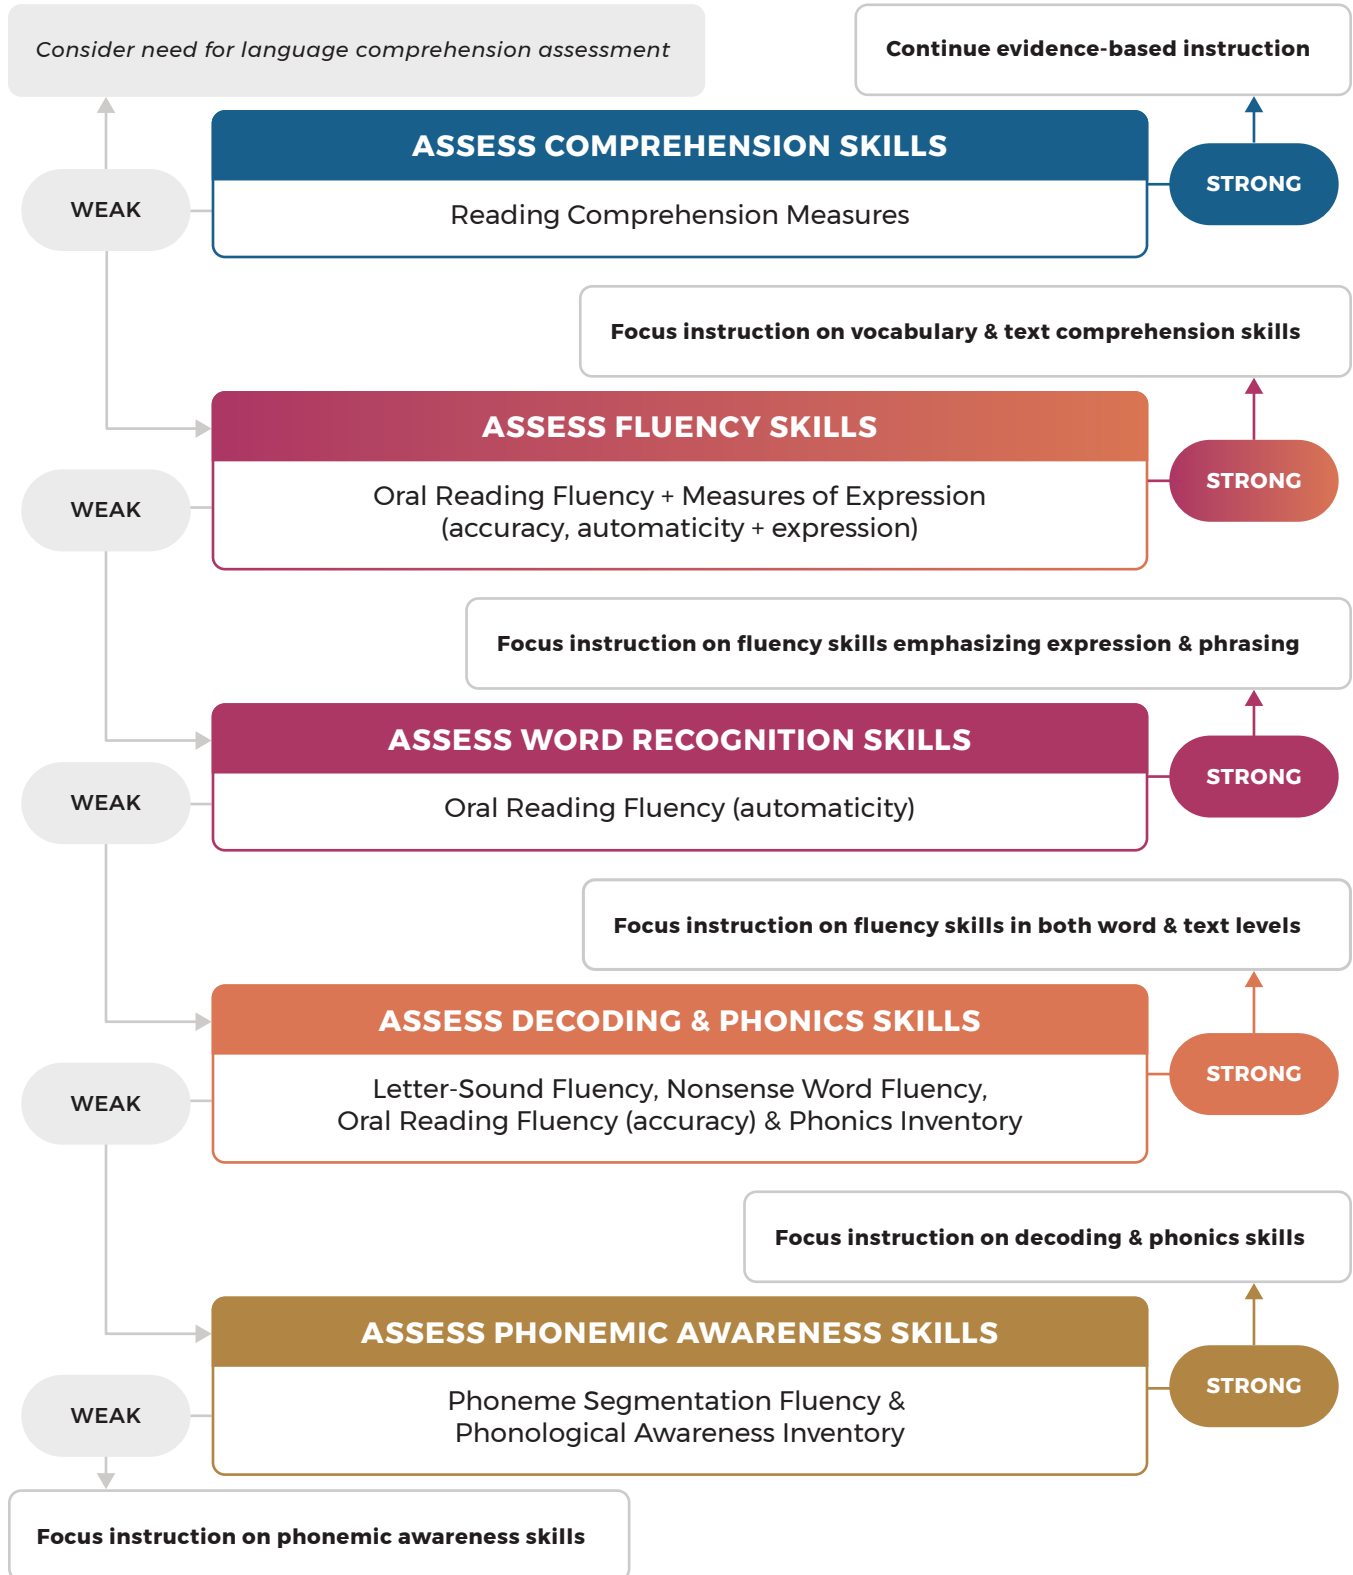 Consider need for language comprehension assessment
Continue evidence-based instruction
ASSESS COMPREHENSION SKILLS
Reading Comprehension Measures
WEAK
STRONG
Focus instruction on vocabulary & text comprehension skills
ASSESS FLUENCY SKILLS
Oral Reading Fluency + Measures of Expression
(accuracy, automaticity + expression)
WEAK
STRONG
Focus instruction on fluency skills emphasizing expression & phrasing
ASSESS WORD RECOGNITION SKILLS
Oral Reading Fluency (automaticity)
WEAK
STRONG
Focus instruction on fluency skills in both word & text levels
ASSESS DECODING & PHONICS SKILLS
Letter-Sound Fluency, Nonsense Word Fluency,
Oral Reading Fluency (accuracy) & Phonics Inventory
WEAK
STRONG
Focus instruction on decoding & phonics skills
ASSESS PHONEMIC AWARENESS SKILLS
Phoneme Segmentation Fluency &
Phonological Awareness Inventory
WEAK
STRONG
Focus instruction on phonemic awareness skills